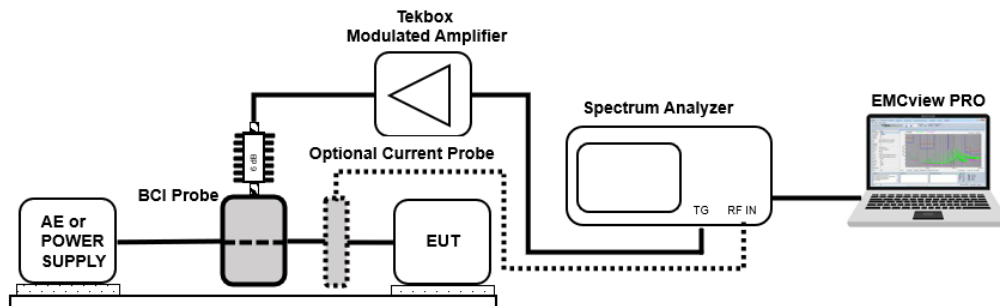 Tekbox
Modulated Amplifier
Spectrum Analyzer
EMCview PRO
6 dB
Optional Current Probe
BCI Probe
TG RF IN
AE or
POWER
SUPPLY
EUT